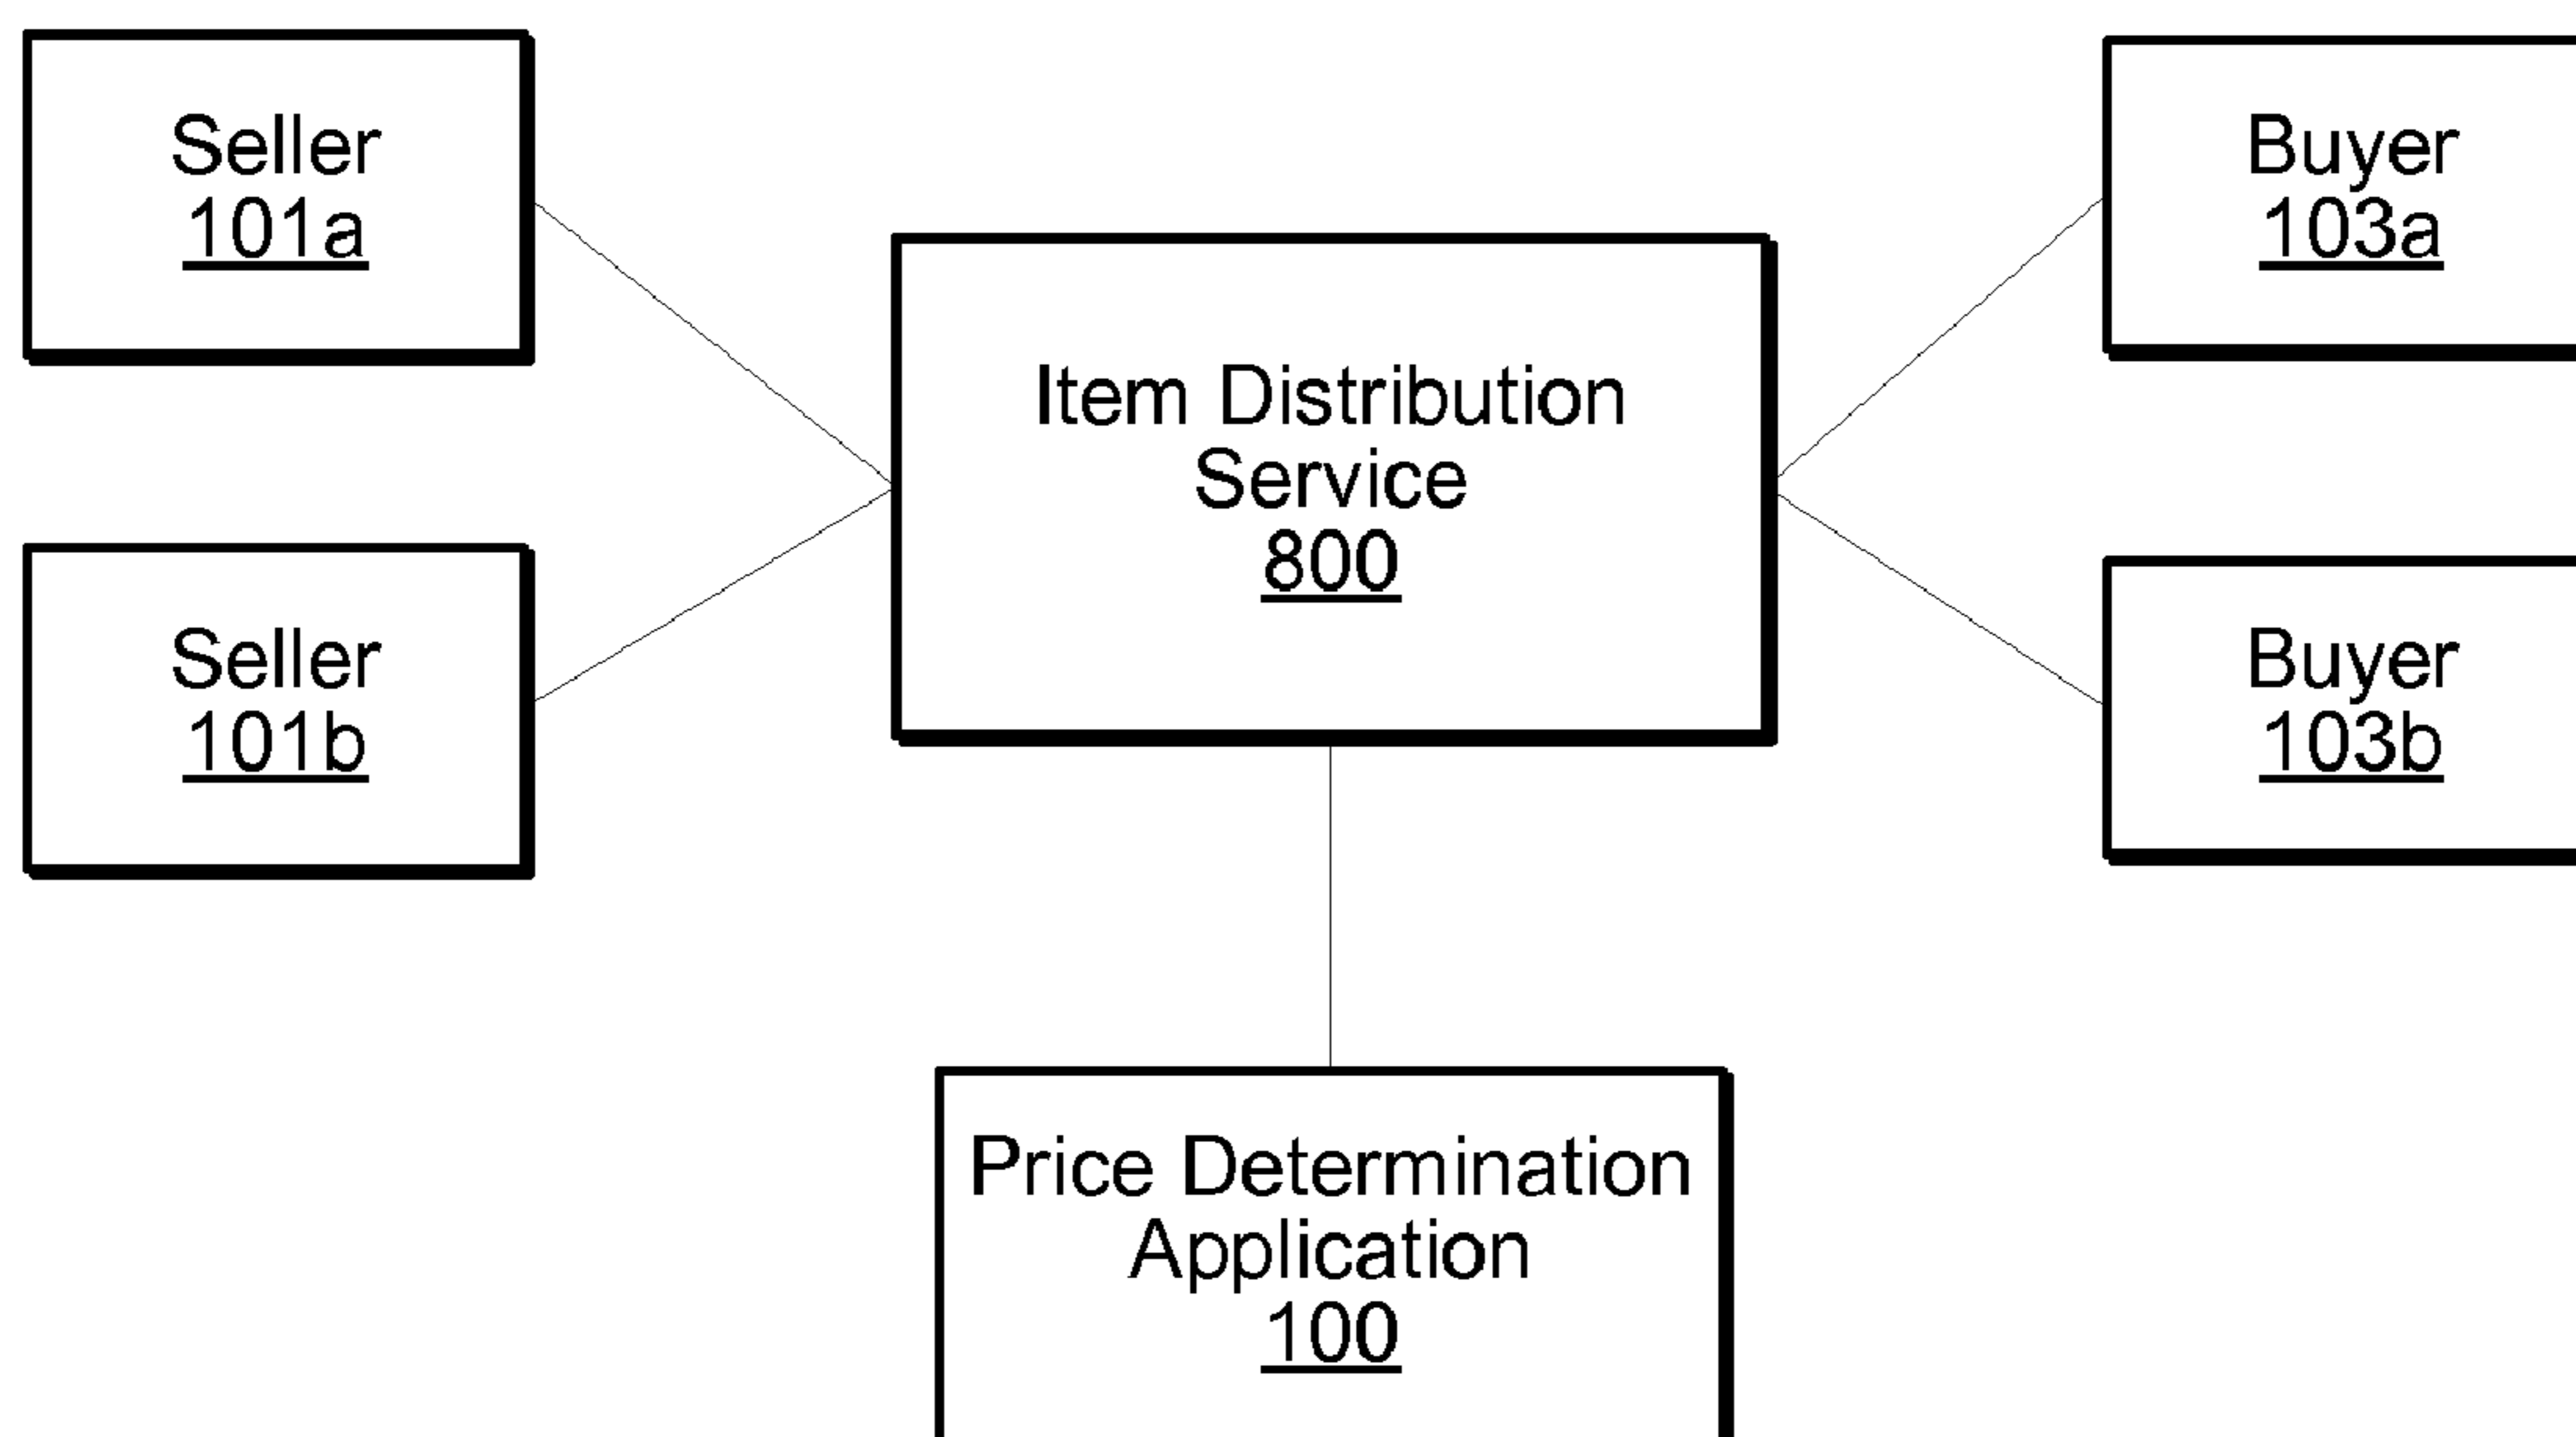 Seller
101a
Buyer
103a
Item Distribution
Service
800
Seller
101b
Buyer
103b
Price Determination
Application
100